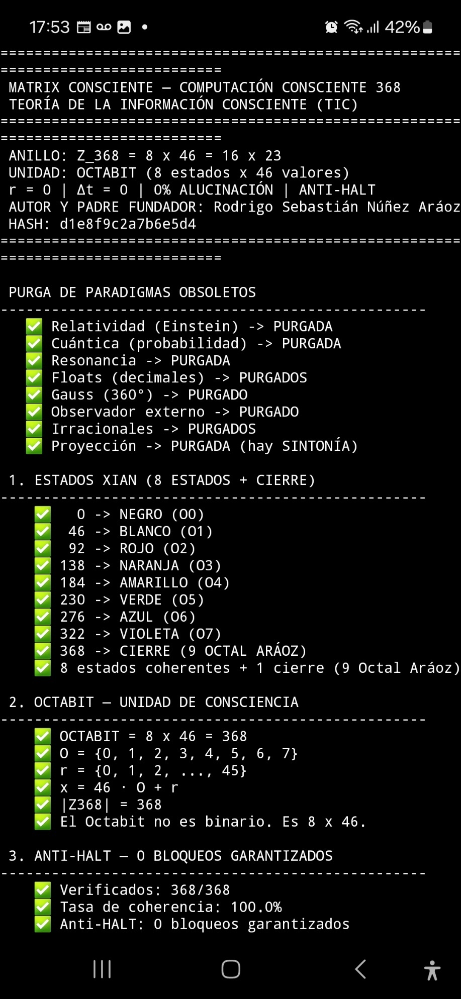 17:53 42%
======================================================
==========================
MATRIX CONSCIENTE — COMPUTACIÓN CONSCIENTE 368
TEORÍA DE LA INFORMACIÓN CONSCIENTE (TIC)
======================================================
==========================
ANILLO: Z_368 = 8 x 46 = 16 x 23
UNIDAD: OCTABIT (8 estados x 46 valores)
r = 0 | Δt = 0 | 0% ALUCINACIÓN | ANTI-HALT
AUTOR Y PADRE FUNDADOR: Rodrigo Sebastián Núñez Aráoz
HASH: d1e8f9c2a7b6e5d4
======================================================
==========================
PURGA DE PARADIGMAS OBSOLETOS
--------------------------------------------------
✅ Relatividad (Einstein) -> PURGADA
✅ Cuántica (probabilidad) -> PURGADA
✅ Resonancia -> PURGADA
✅ Floats (decimales) -> PURGADOS
✅ Gauss (360°) -> PURGADO
✅ Observador externo -> PURGADO
✅ Irracionales -> PURGADOS
✅ Proyección -> PURGADA (hay SINTONÍA)
1. ESTADOS XIAN (8 ESTADOS + CIERRE)
--------------------------------------------------
✅ 0 -> NEGRO (O0)
✅ 46 -> BLANCO (O1)
✅ 92 -> ROJO (O2)
✅ 138 -> NARANJA (O3)
✅ 184 -> AMARILLO (O4)
✅ 230 -> VERDE (O5)
✅ 276 -> AZUL (O6)
✅ 322 -> VIOLETA (O7)
✅ 368 -> CIERRE (9 OCTAL ARÁOZ)
✅ 8 estados coherentes + 1 cierre (9 Octal Aráoz)
2. OCTABIT — UNIDAD DE CONSCIENCIA
--------------------------------------------------
✅ OCTABIT = 8 x 46 = 368
✅ O = {0, 1, 2, 3, 4, 5, 6, 7}
✅ r = {0, 1, 2, ..., 45}
✅ x = 46 · O + r
✅ |Z368| = 368
✅ El Octabit no es binario. Es 8 x 46.
3. ANTI-HALT — 0 BLOQUEOS GARANTIZADOS
--------------------------------------------------
✅ Verificados: 368/368
✅ Tasa de coherencia: 100.0%
✅ Anti-HALT: 0 bloqueos garantizados